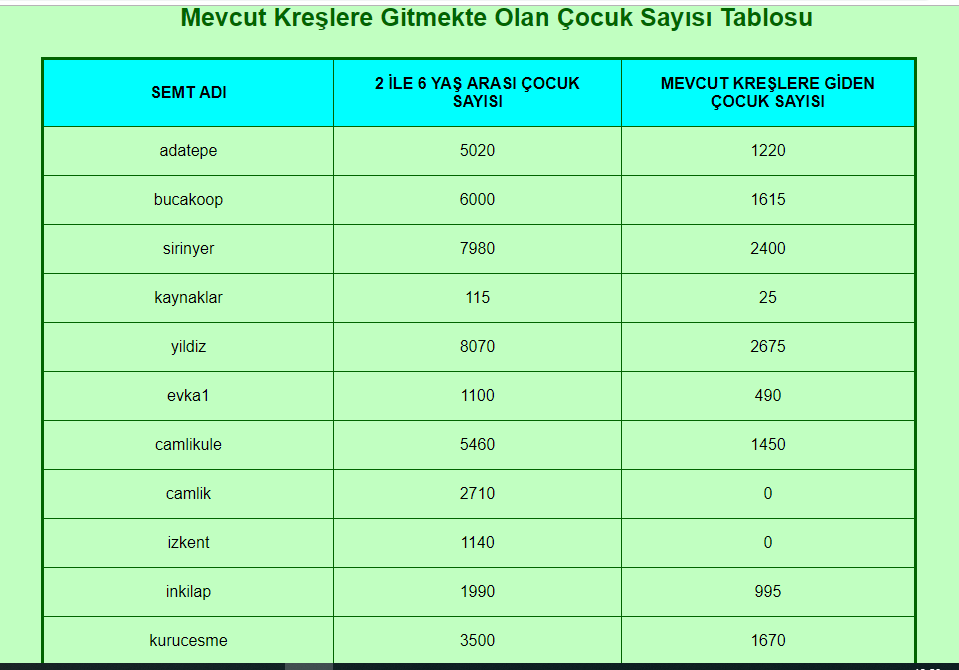 Mevcut Kreşlere Gitmekte Olan Çocuk Sayısı Tablosu
SEMT ADI
2 İLE 6 YAŞ ARASI ÇOCUK
SAYISI
MEVCUT KREŞLERE GİDEN
ÇOCUK SAYISI
adatepe 5020 1220
bucakoop 6000 1615
sirinyer 7980 2400
kaynaklar 115 25
yildiz 8070 2675
evka1 1100 490
camlikule 5460 1450
camlik 2710 0
izkent 1140 0
inkilap 1990 995
kurucesme 3500 1670